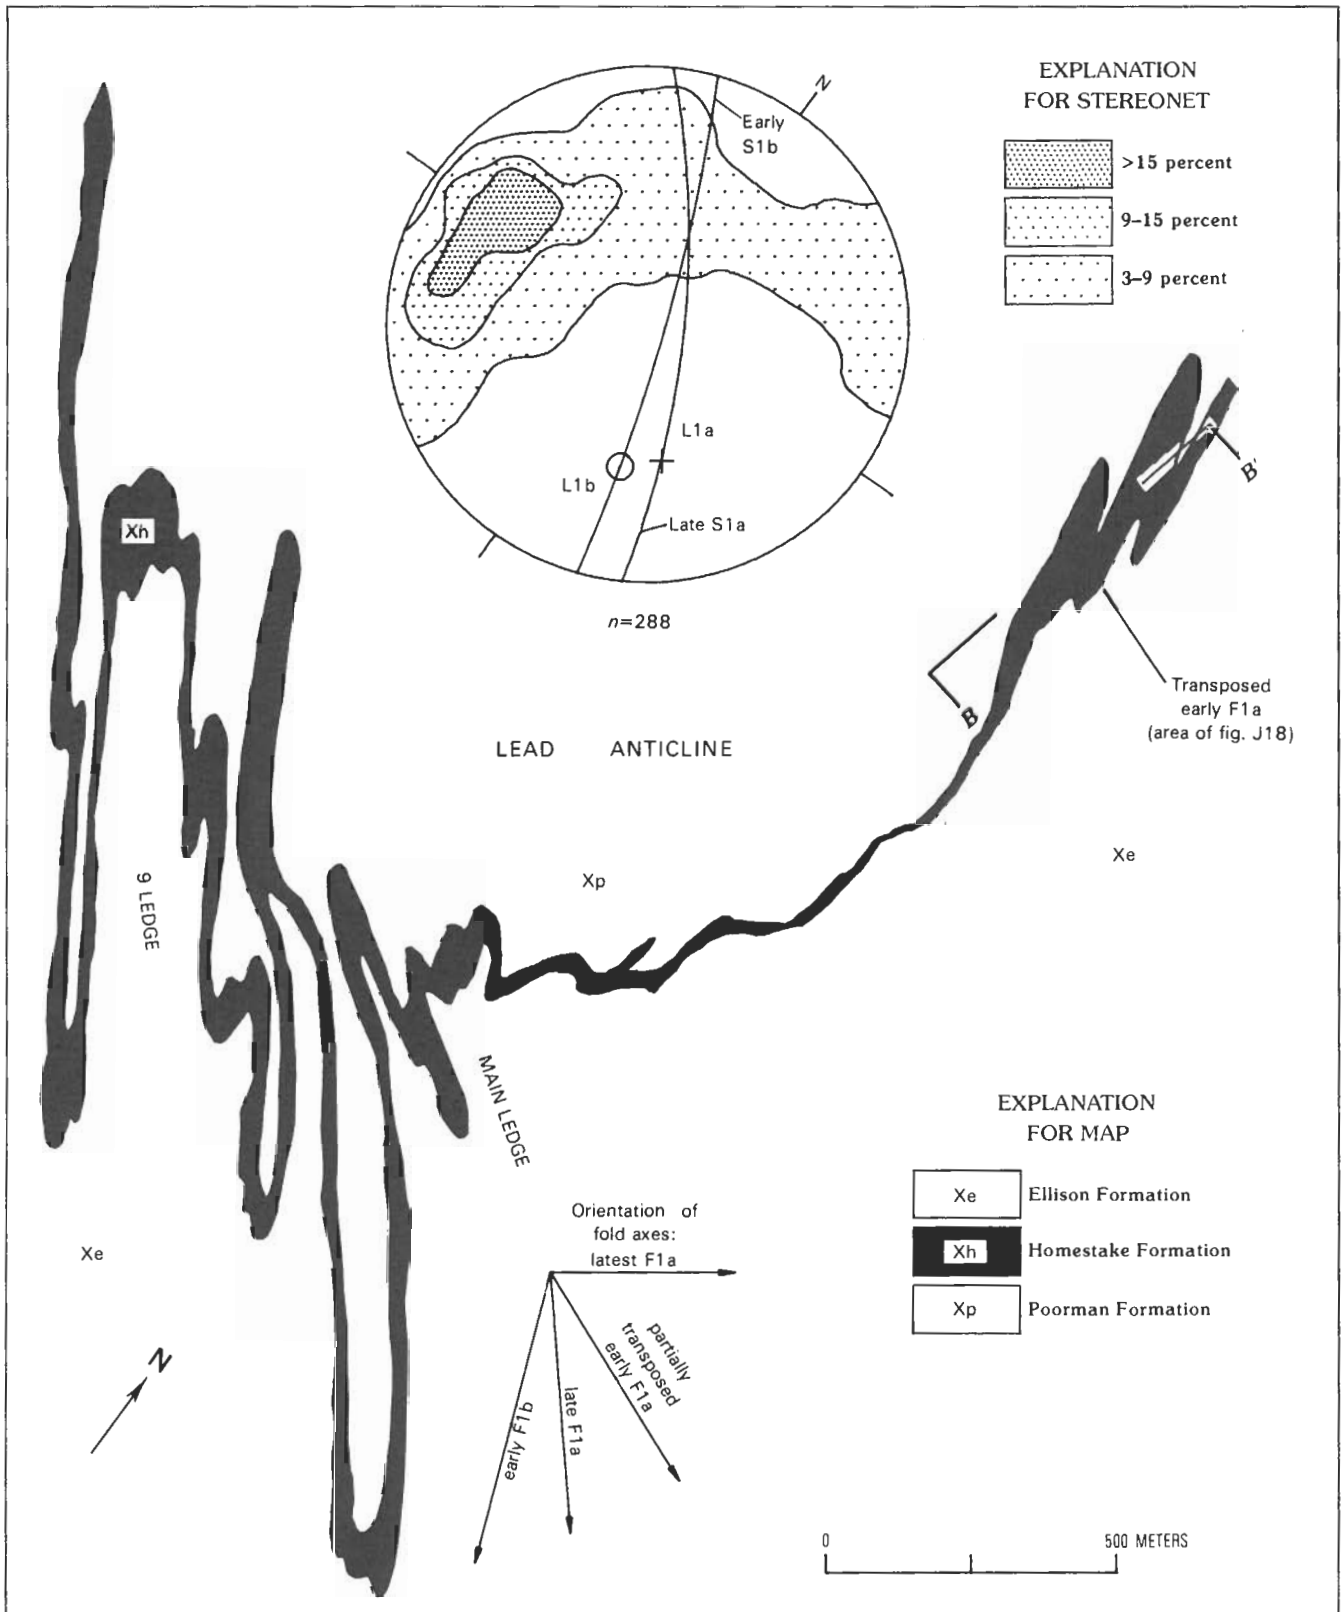 EXPLANATION
FOR STEREONET
>15 percent
9–15 percent
3–9 percent
N
Early
S1b
L1a
L1b
Late S1a
n=288
Xh
B'
B
Transposed
early F1a
(area of fig. J18)
LEAD ANTICLINE
Xe
Xp
9 LEDGE
MAIN LEDGE
EXPLANATION
FOR MAP
Xe Ellison Formation
Xh Homestake Formation
Xp Poorman Formation
Orientation of
fold axes:
latest F1a
partially
transposed
early F1a
late F1a
early F1b
Xe
N
0 500 METERS